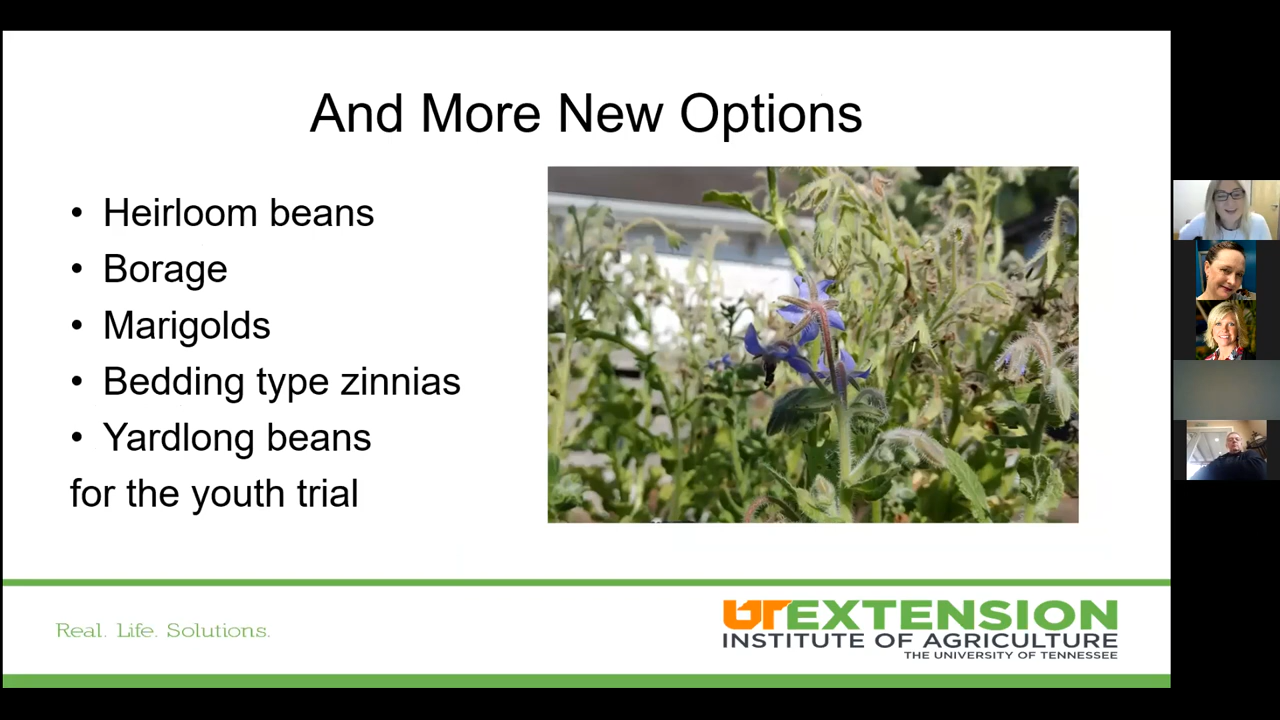 And More New Options
• Heirloom beans
• Borage
• Marigolds
• Bedding type zinnias
• Yardlong beans
for the youth trial
Real. Life. Solutions.
UTEXTENSION
INSTITUTE OF AGRICULTURE
THE UNIVERSITY OF TENNESSEE